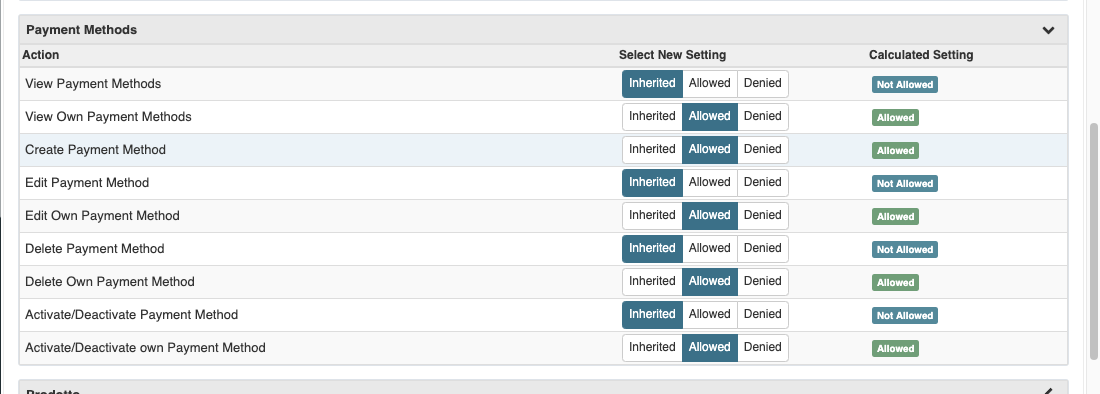 Payment Methods
Action Select New Setting Calculated Setting
View Payment Methods Inherited Allowed Denied Not Allowed
View Own Payment Methods Inherited Allowed Denied Allowed
Create Payment Method Inherited Allowed Denied Allowed
Edit Payment Method Inherited Allowed Denied Not Allowed
Edit Own Payment Method Inherited Allowed Denied Allowed
Delete Payment Method Inherited Allowed Denied Not Allowed
Delete Own Payment Method Inherited Allowed Denied Allowed
Activate/Deactivate Payment Method Inherited Allowed Denied Not Allowed
Activate/Deactivate own Payment Method Inherited Allowed Denied Allowed